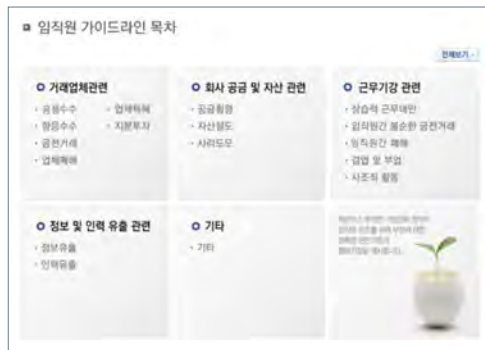 임직원 가이드라인 목차
전체보기
거래업체관련
· 금품수수 · 업체특혜
· 향응수수 · 지분투자
· 금전거래
· 업체폐해
회사 공금 및 자산 관련
· 공금횡령
· 자산절도
· 사리도모
근무기강 관련
· 상습적 근무태만
· 임직원간 불순한 금전거래
· 임직원간 폐해
· 겸업 및 부업
· 사조직 활동
정보 및 인력 유출 관련
· 정보유출
· 인력유출
기타
· 기타